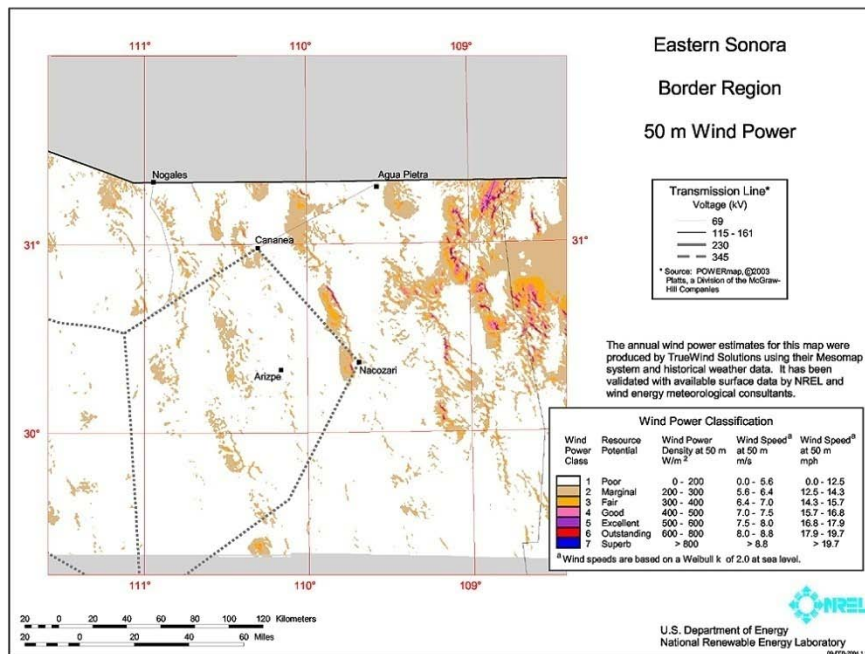 Eastern Sonora
Border Region
50 m Wind Power
111°
110°
109°
Nogales
Agua Pietra
31°
31°
Cananea
Arizpe
Nacozari
30°
30°
111°
110°
109°
Transmission Line*
Voltage (kV)
69
115 - 161
230
345
* Source: POWERmap, ©2003
Platts, a Division of the McGraw-
Hill Companies
The annual wind power estimates for this map were
produced by TrueWind Solutions using their Mesomap
system and historical weather data. It has been
validated with available surface data by NREL and
wind energy meteorological consultants.
Wind Power Classification
Wind Resource Wind Power Wind Speed a Wind Speed a
Power Potential Density at 50 m at 50 m at 50 m
Class W/m 2 m/s mph
1 Poor 0 - 200 0.0 - 5.6 0.0 - 12.5
2 Marginal 200 - 300 5.6 - 6.4 12.5 - 14.3
3 Fair 300 - 400 6.4 - 7.0 14.3 - 15.7
4 Good 400 - 500 7.0 - 7.5 15.7 - 16.8
5 Excellent 500 - 600 7.5 - 8.0 16.8 - 17.9
6 Outstanding 600 - 800 8.0 - 8.8 17.9 - 19.7
7 Superb > 800 > 8.8 > 19.7
a Wind speeds are based on a Weibull k of 2.0 at sea level.
20 0 20 40 60 80 100 120 Kilometers
20 0 20 40 60 Miles
NREL
U.S. Department of Energy
National Renewable Energy Laboratory